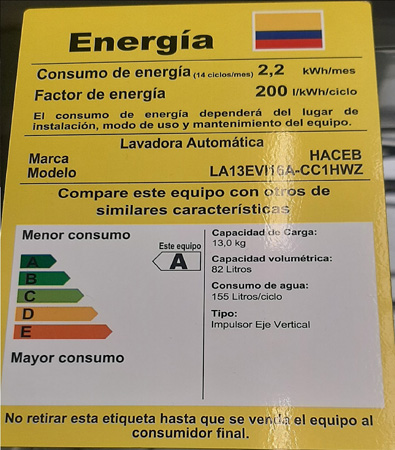 Energía
Consumo de energía (14 ciclos/mes) 2,2 kWh/mes
Factor de energía 200 l/kWh/ciclo
El consumo de energía dependerá del lugar de
instalación, modo de uso y mantenimiento del equipo.
Lavadora Automática
Marca HACEB
Modelo LA13EVI16A-CC1HWZ
Compare este equipo con otros de
similares características
Menor consumo
Este equipo
A
A
B
C
D
E
Mayor consumo
Capacidad de Carga:
13,0 kg
Capacidad volumétrica:
82 Litros
Consumo de agua:
155 Litros/ciclo
Tipo:
Impulsor Eje Vertical
No retirar esta etiqueta hasta que se venda el equipo al
consumidor final.